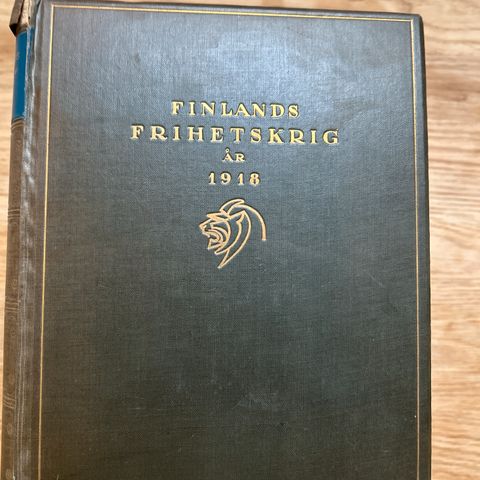 FINLANDS
FRIHETSKRIG
ÅR
1918